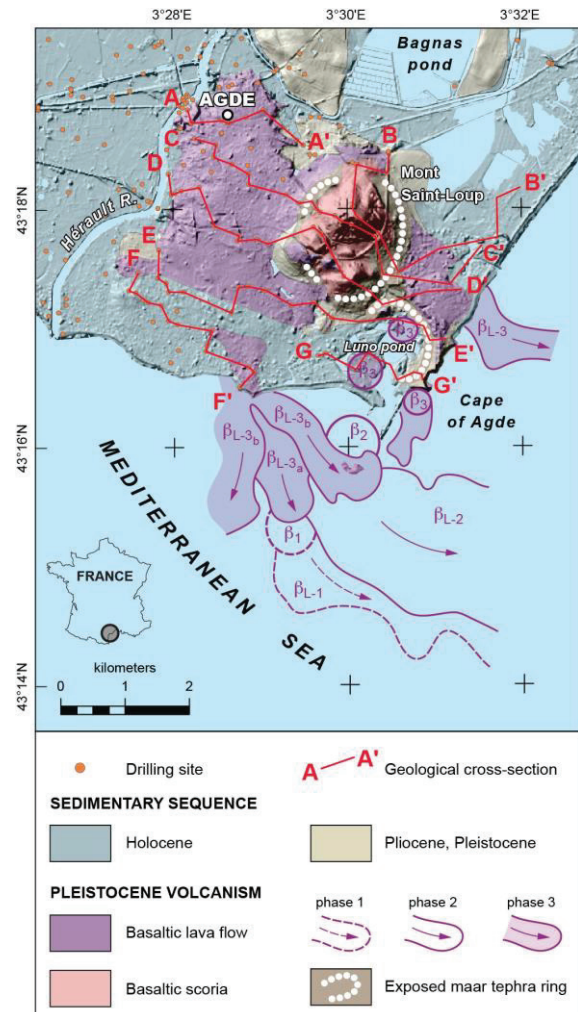 3°28'E
3°30'E
3°32'E
Bagnas
pond
A
AGDE
A'
C
B
D
Mont
Saint-Loup
B'
43°18'N
Hérault R.
C'
E
D'
F
βL-3
β3
Luno pond
E'
G
β3
G'
β3
Cape
of Agde
F'
βL-3b
βL-3b
β2
43°16'N
βL-3a
MEDITERRANEAN SEA
βL-2
β1
FRANCE
βL-1
kilometers
0 1 2
43°14'N
3°30'E
Drilling site
A A' Geological cross-section
SEDIMENTARY SEQUENCE
Holocene
Pliocene, Pleistocene
PLEISTOCENE VOLCANISM
phase 1 phase 2 phase 3
Basaltic lava flow
Basaltic scoria
Exposed maar tephra ring